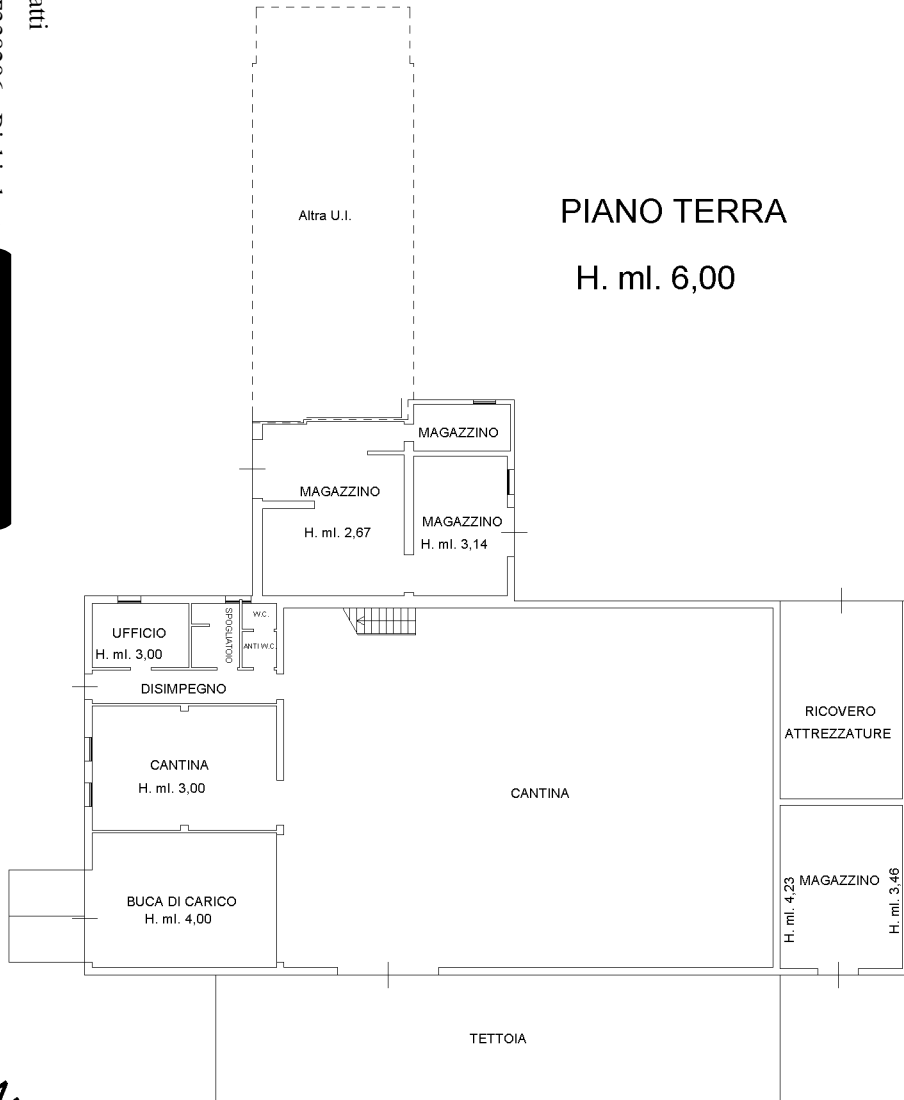 atti
PIANO TERRA
H. ml. 6,00
Altra U.I.
MAGAZZINO
MAGAZZINO
H. ml. 2,67
MAGAZZINO
H. ml. 3,14
UFFICIO
H. ml. 3,00
SPOGLIATOIO
W.C.
ANTI W.C.
DISIMPEGNO
RICOVERO
ATTREZZATURE
CANTINA
H. ml. 3,00
CANTINA
BUCA DI CARICO
H. ml. 4,00
MAGAZZINO
H. ml. 4,23
H. ml. 3,46
TETTOIA